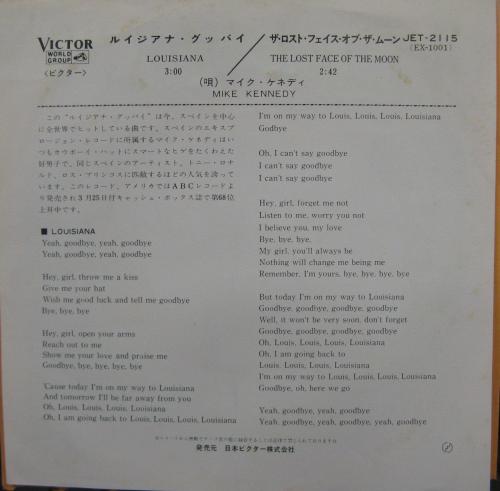 VICTOR
WORLD
GROUP
〈ビクター〉
ルイジアナ・グッバイ
LOUISIANA
3:00
ザ・ロスト・フェイス・オブ・ザ・ムーン
THE LOST FACE OF THE MOON
2:42
JET-2115
(EX-1001)
(唄) マイク・ケネディ
MIKE KENNEDY
この"ルイジアナ・グッバイ"は今、スペインを中心
に全世界でヒットしている曲です。スペインのエキスプ
ロージョン・レコードに所属するマイク・ケネディはい
つもカウボーイ・ハットにスマートなヒゲをたくわえた
好男子で、同じスペインのアーティスト、トニー・ロナ
ルド、ロス・プリンコスに匹敵するほどの人気を誇って
います。このレコード、アメリカではABCレコードよ
り発売され3月25日付キャッシュ・ボックス誌で第68位
上昇中です。
■ LOUISIANA
Yeah, goodbye, yeah, goodbye
Yeah, goodbye, yeah, goodbye
Hey, girl, throw me a kiss
Give me your hat
Wish me good luck and tell me goodbye
Bye, bye, bye
Hey, girl, open your arms
Reach out to me
Show me your love and praise me
Goodbye, bye, bye, bye, bye
'Cause today I'm on my way to Louisiana
And tomorrow I'll be far away from you
Oh, Louis, Louis, Louis, Louisiana
Oh, I am going back to Louis, Louis, Louis, Louisiana
I'm on my way to Louis, Louis, Louis, Louisiana
Godbye
Oh, I can't say goodbye
I can't say goodbye
I can't say goodbye
Hey, girl, forget me not
Listen to me, worry you not
I believe you, my love
Bye, bye, bye,
My girl, you'll always be
Nothing will change me being me
Remember, I'm yours, bye, bye, bye, bye
But today I'm on my way to Louisiana
Goodbye, goodbye, goodbye, goodbye
Well, it won't be very soon, don't forget
Goodbye, goodbye, goodbye, goodbye
Oh, Louis, Louis, Louis, Louisiana
Oh, I am going back to
Louis, Louis, Louis, Louisiana
I'm on my way to Louis, Louis, Louis, Louisiana
Goodbye, oh, here we go
Yeah, goodbye, yeah, goodbye
Yeah, goodbye, yeah, goodbye, yeah, goodbye
発売元 日本ビクター株式会社